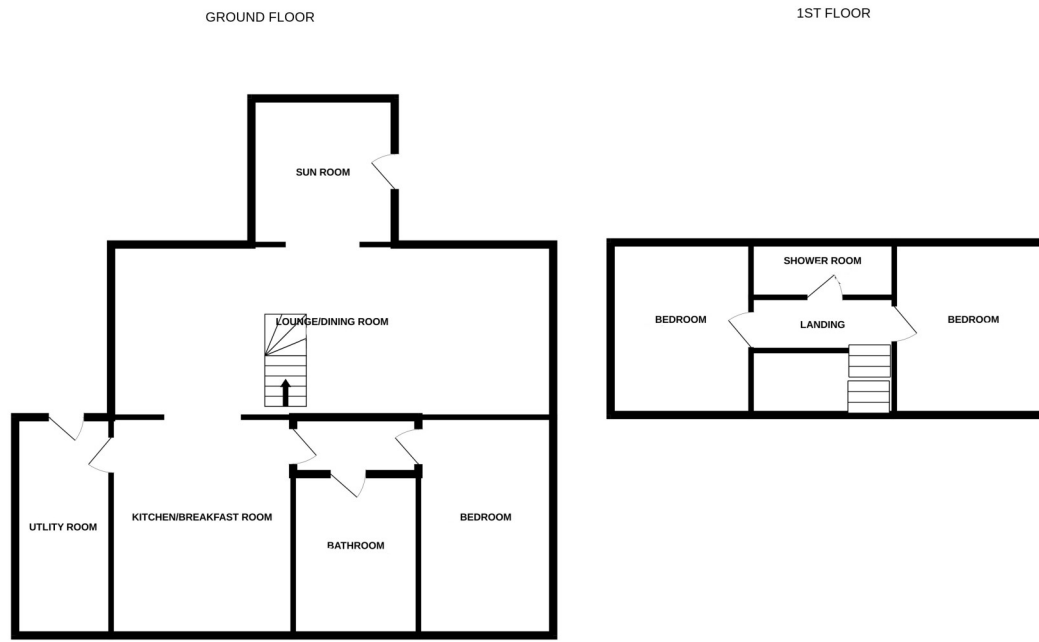 GROUND FLOOR
SUN ROOM
LOUNGE/DINING ROOM
UTLITY ROOM
KITCHEN/BREAKFAST ROOM
BATHROOM
BEDROOM
1ST FLOOR
SHOWER ROOM
BEDROOM
LANDING
BEDROOM